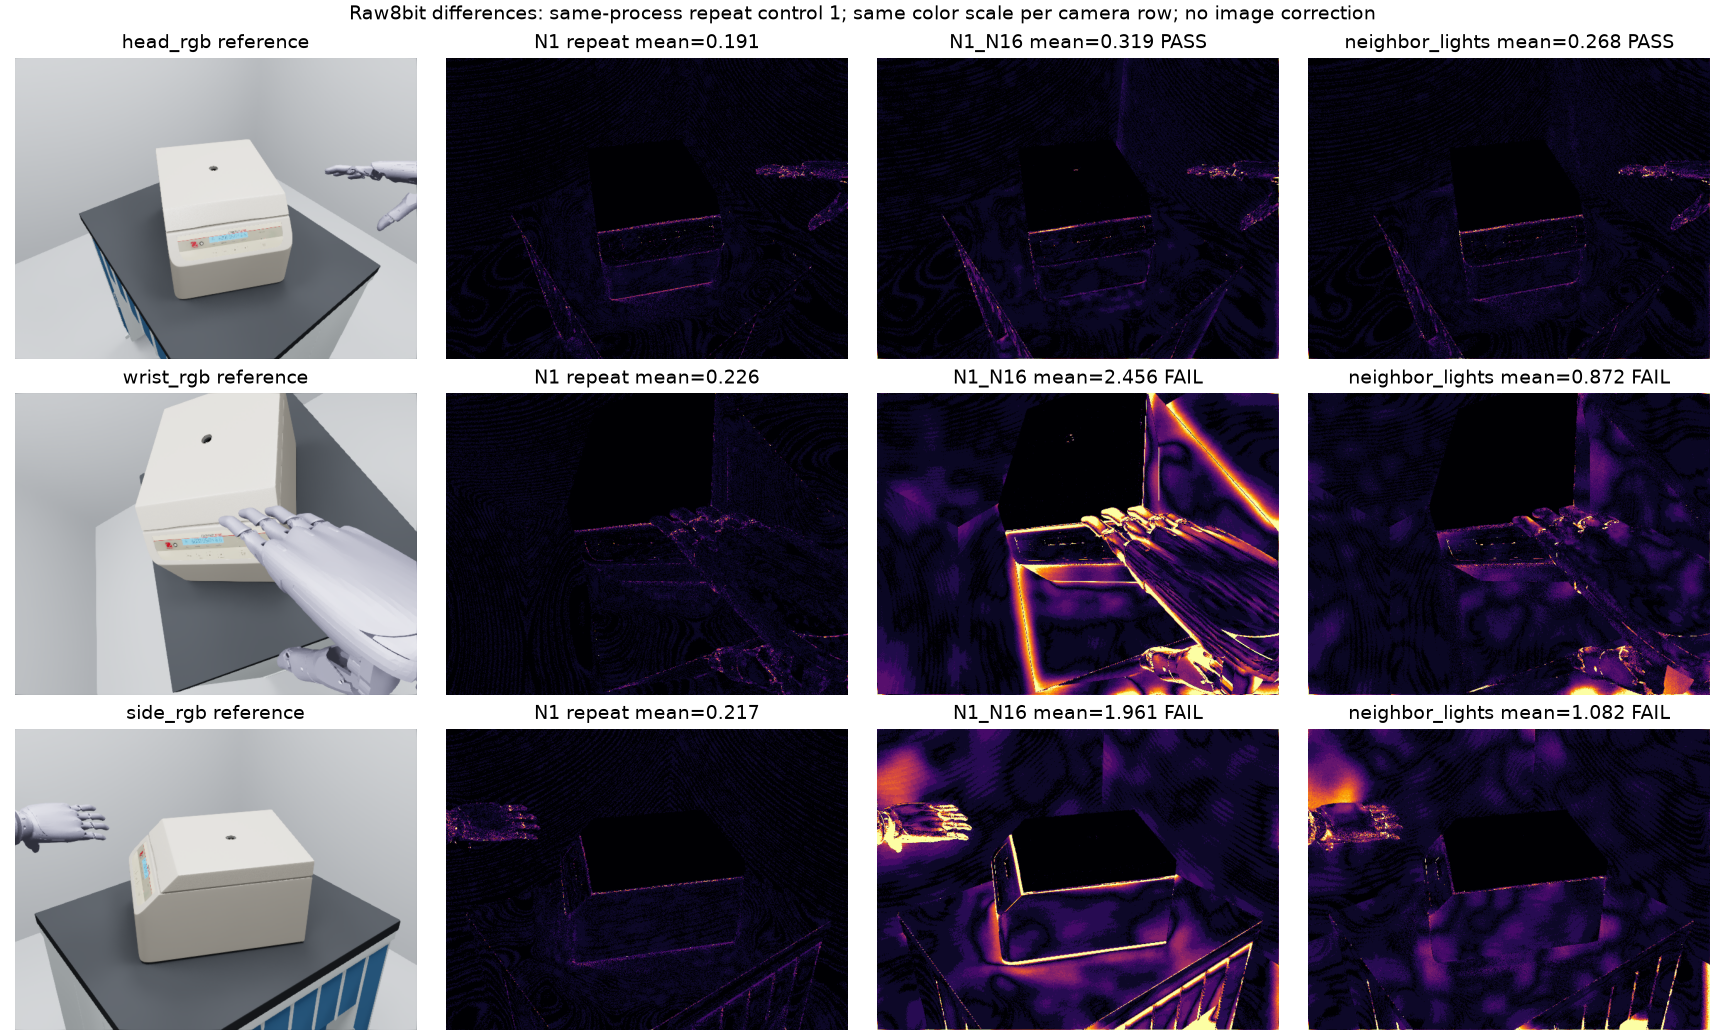 Raw8bit differences: same-process repeat control 1; same color scale per camera row; no image correction
head_rgb reference
N1 repeat mean=0.191
N1_N16 mean=0.319 PASS
neighbor_lights mean=0.268 PASS
wrist_rgb reference
N1 repeat mean=0.226
N1_N16 mean=2.456 FAIL
neighbor_lights mean=0.872 FAIL
side_rgb reference
N1 repeat mean=0.217
N1_N16 mean=1.961 FAIL
neighbor_lights mean=1.082 FAIL